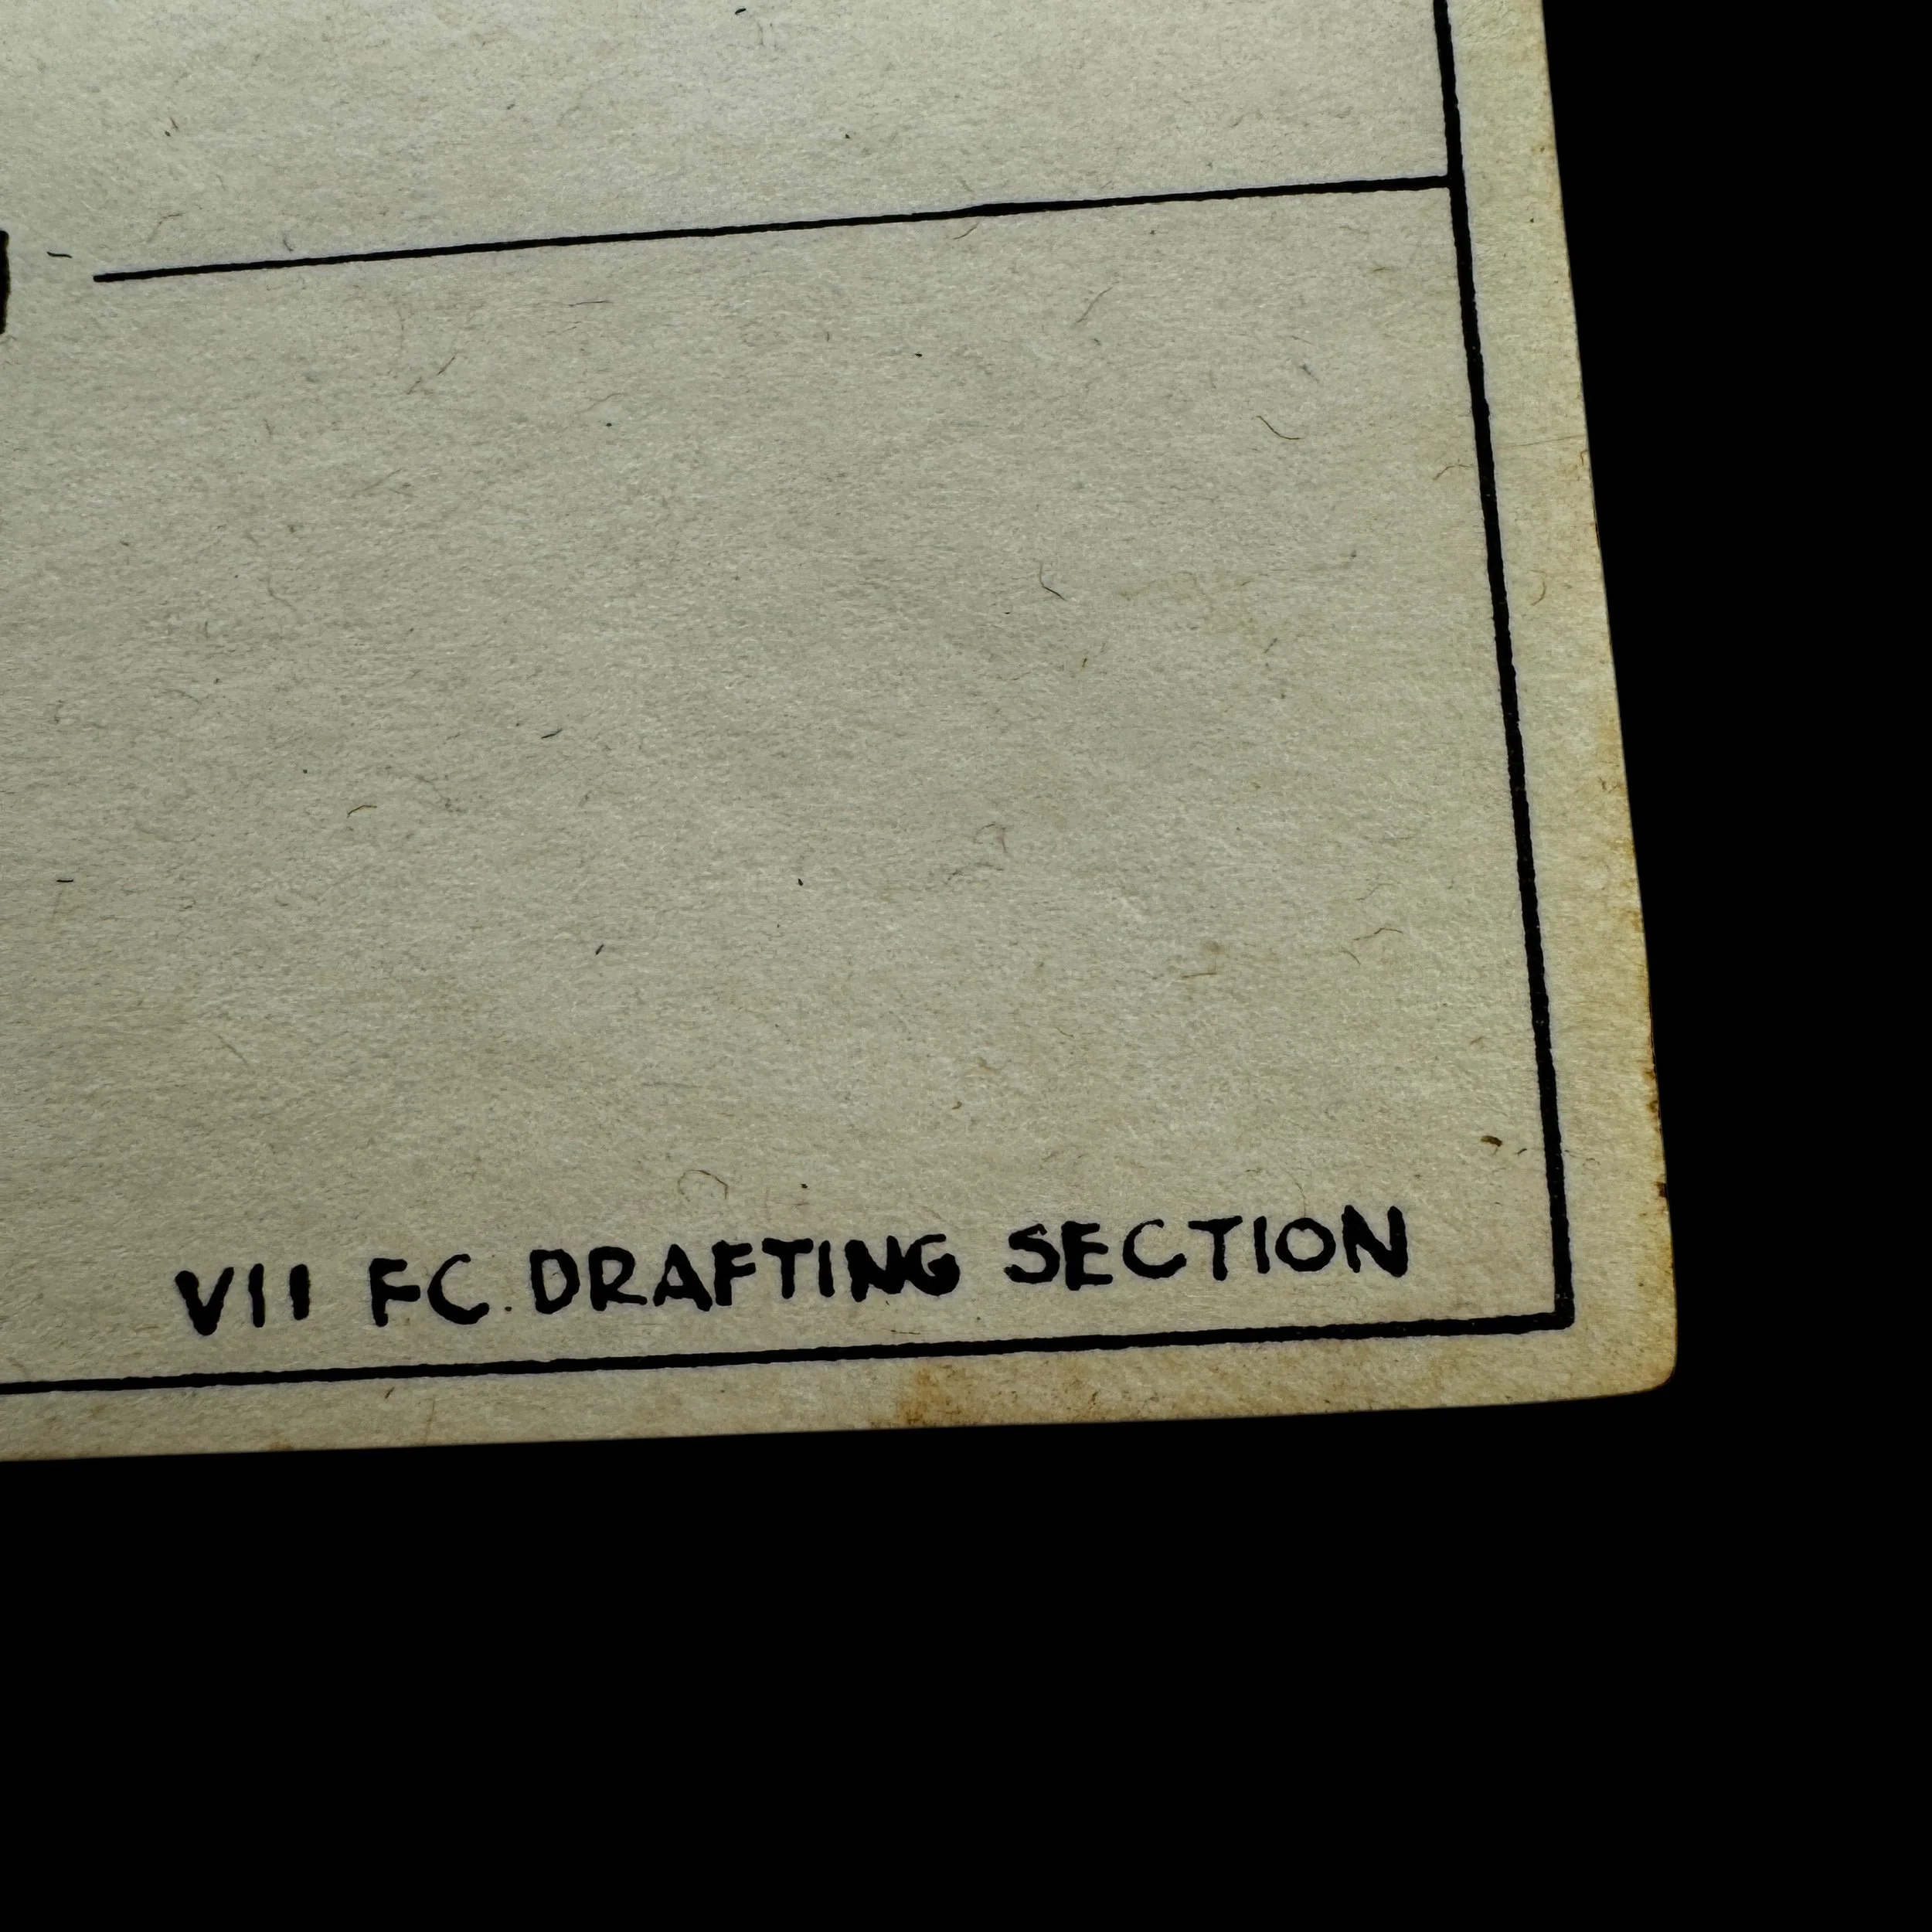 VII FC. DRAFTING SECTION